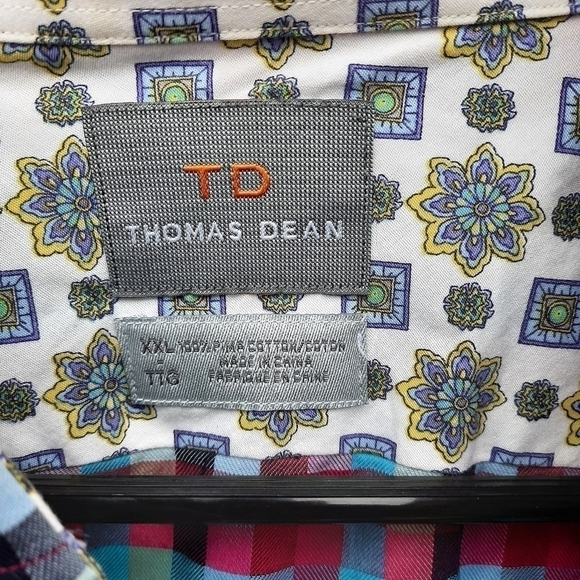 TD
THOMAS DEAN
XXL 100% PIMA COTTON/COTON
MADE IN CHINA
TTG FABRIQUE EN CHINE